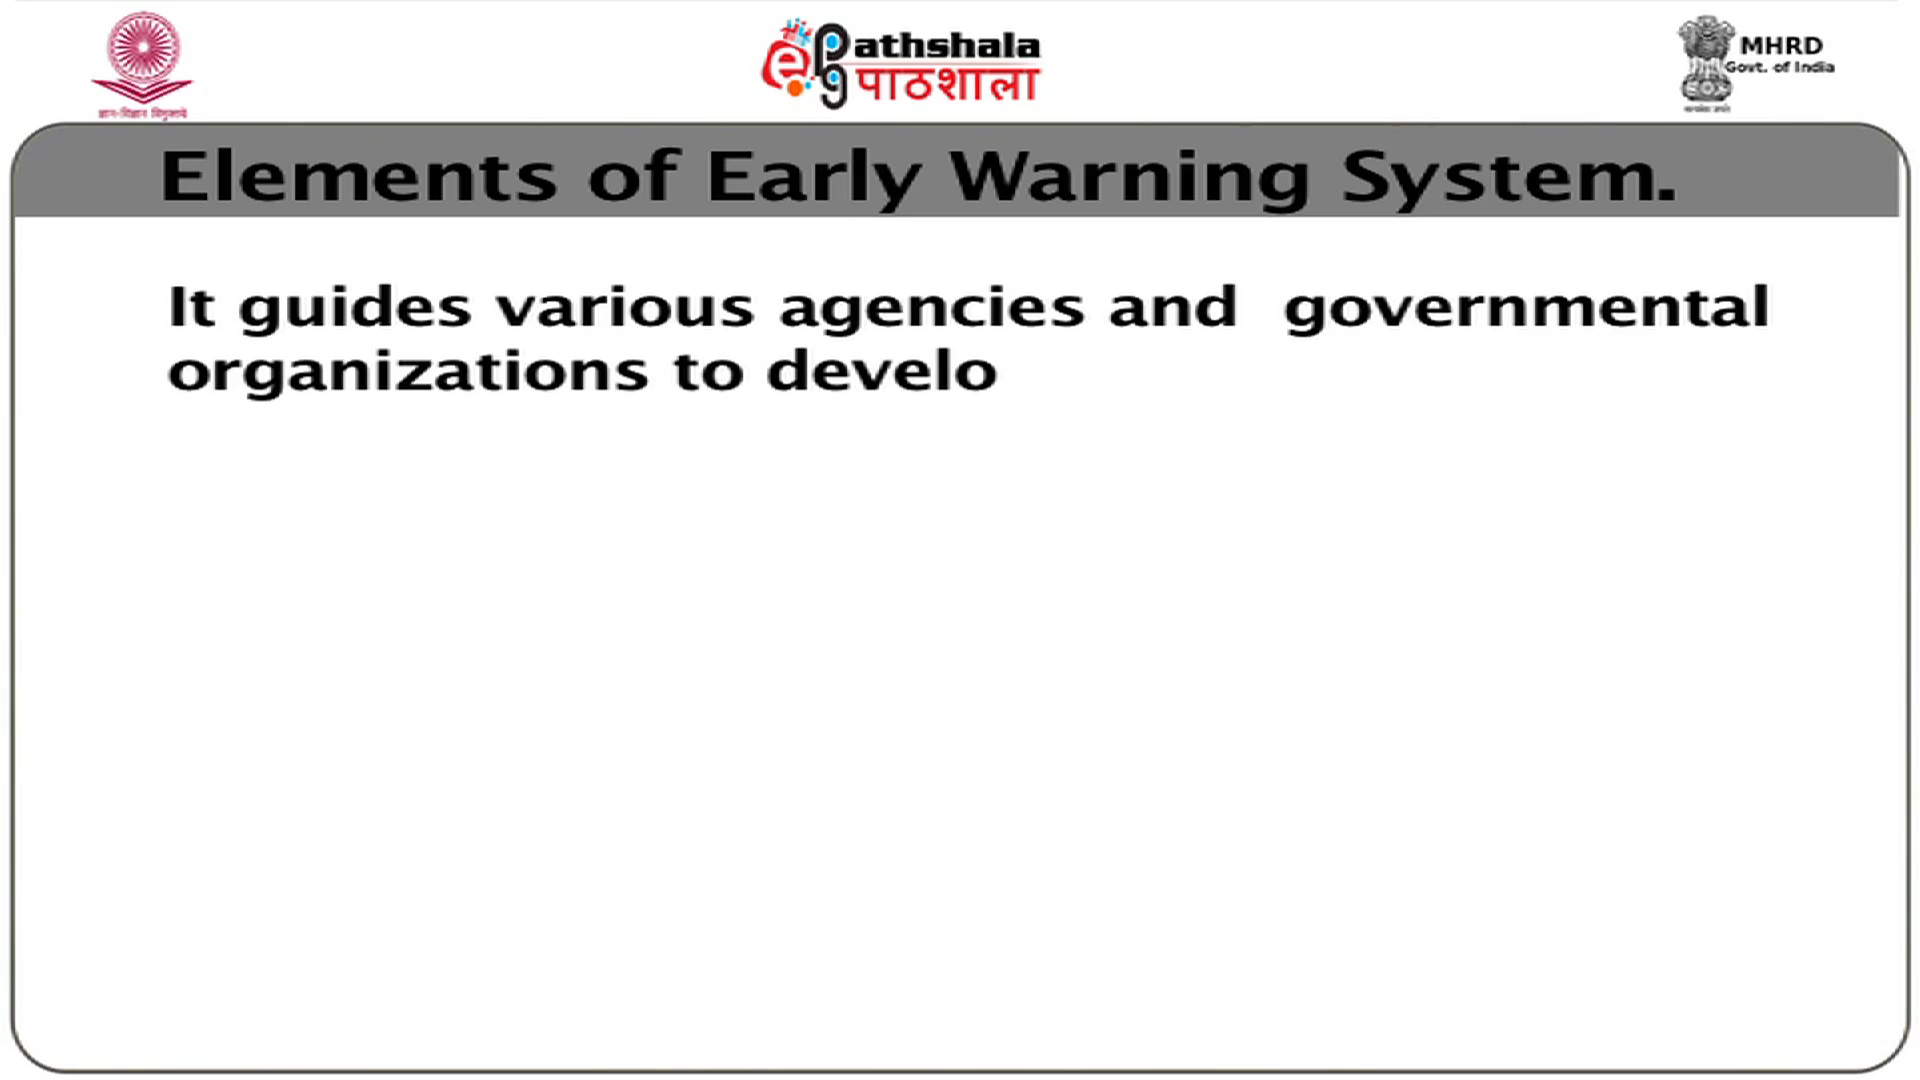 ज्ञान-विज्ञान विमुक्तये
Pathshala
पाठशाला
MHRD
Govt. of India
Elements of Early Warning System.
It guides various agencies and governmental
organizations to develo